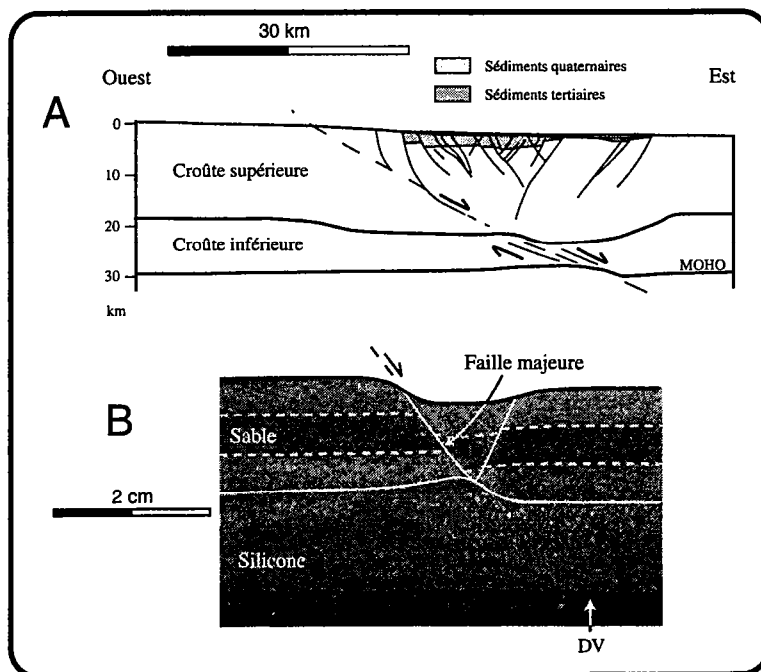 30 km
Ouest
Sédiments quaternaires
Est
Sédiments tertiaires
A
0
Croûte supérieure
10
20
Croûte inférieure
MOHO
30
km
Faille majeure
B
Sable
2 cm
Silicone
DV